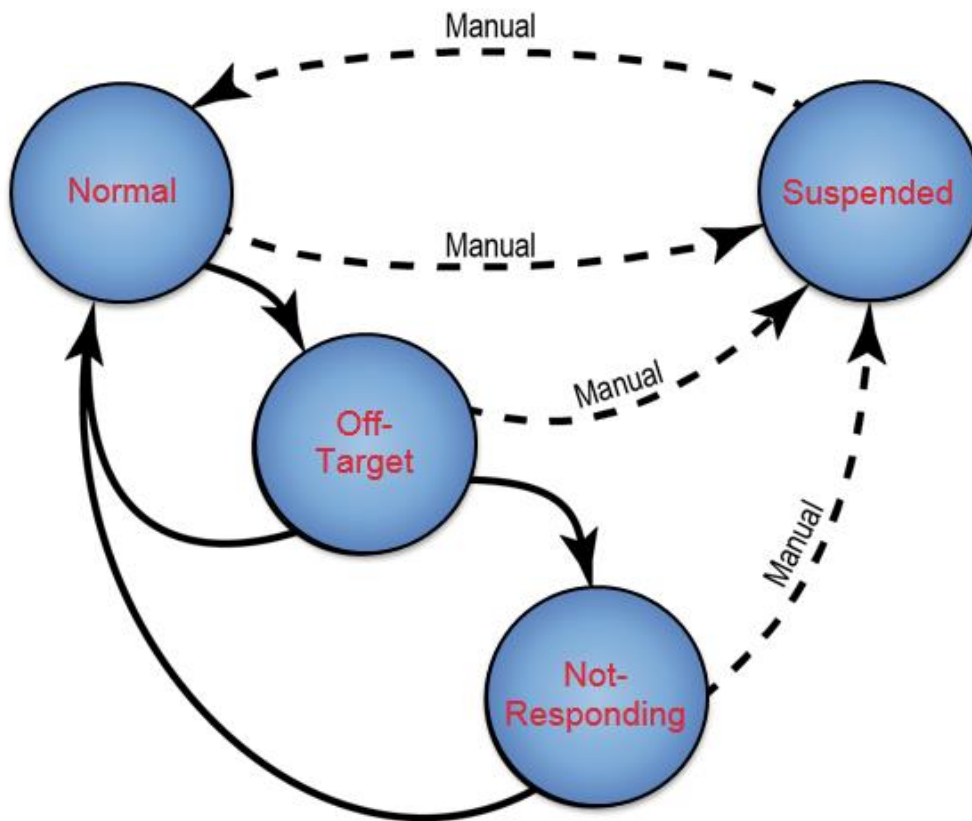 Manual
Normal
Suspended
Manual
Off-
Target
Manual
Manual
Not-
Responding